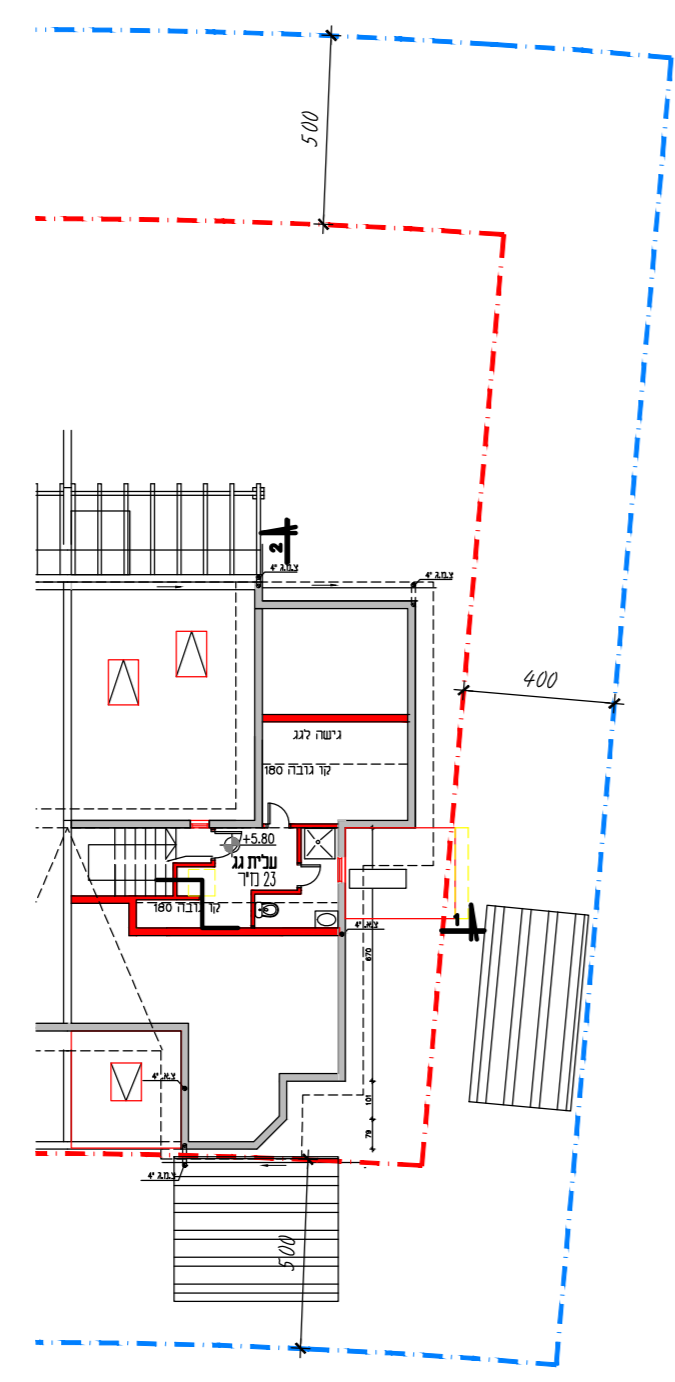 500
2
צ.מ.ג 4"
צ.מ.ג 4"
400
גישה לגג
קו גובה 180
+5.80
עלית גג
23 מ"ר
קו גובה 180
1
צ.א. 4"
670
צ.א. 4"
101
79
צ.מ.ג 4"
500